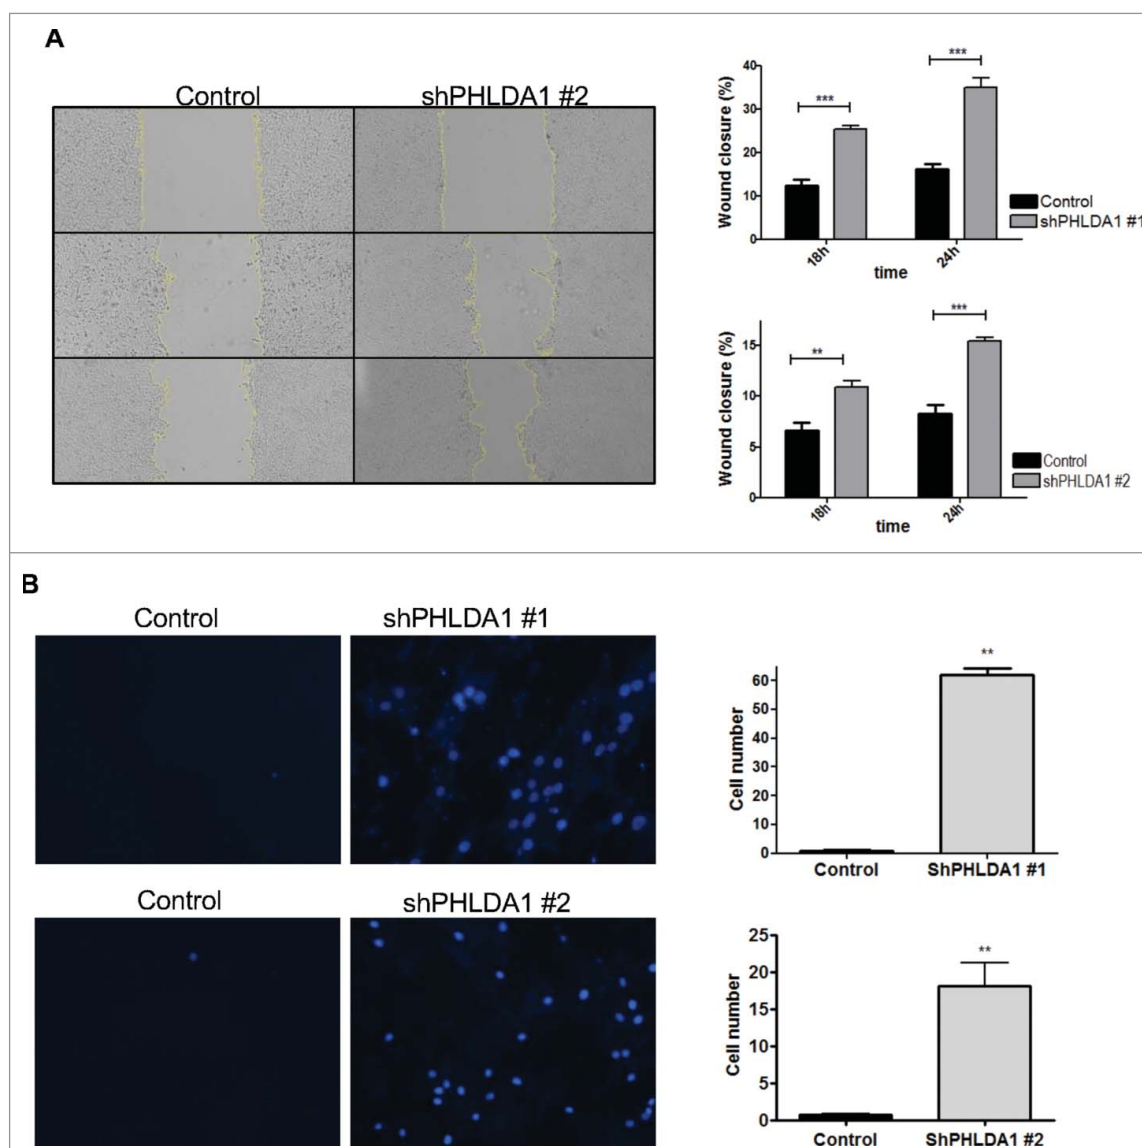 A
Control
shPHLDA1 #2
***
***
40
30
20
10
0
Wound closure (%)
18h
24h
time
Control
shPHLDA1 #1
**
***
15
10
5
0
Wound closure (%)
18h
24h
time
Control
shPHLDA1 #2
B
Control
shPHLDA1 #1
**
60
50
40
30
20
10
0
Cell number
Control
ShPHLDA1 #1
Control
shPHLDA1 #2
**
25
20
15
10
5
0
Cell number
Control
ShPHLDA1 #2